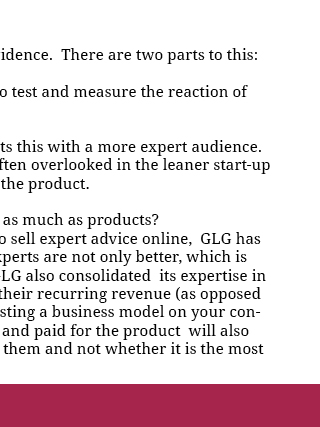 idence. There are two parts to this:
o test and measure the reaction of
ts this with a more expert audience.
ften overlooked in the leaner start-up
the product.
as much as products?
o sell expert advice online, GLG has
xperts are not only better, which is
LG also consolidated its expertise in
their recurring revenue (as opposed
sting a business model on your con-
and paid for the product will also
them and not whether it is the most